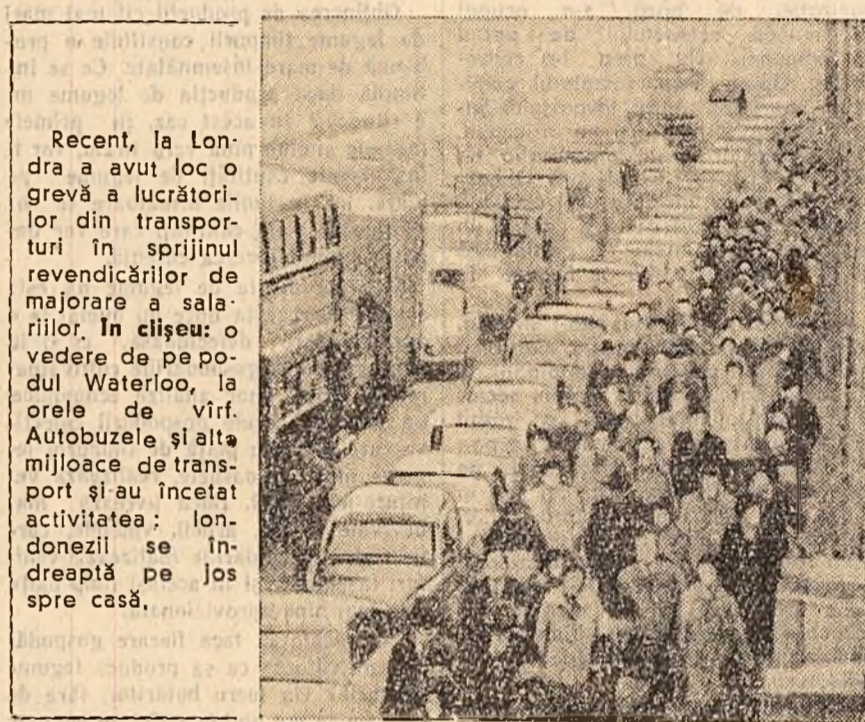 Recent, la Lon-
dra a avut loc o
grevă a lucrători-
lor din transpor-
turi în sprijinul
revendicărilor de
majorare a sala-
riilor. În clişeu: o
vedere de pe po-
dul Waterloo, la
orele de vîrf.
Autobuzele şi alte
mijloace de trans-
port şi-au încetat
activitatea; lon-
donezii se în-
dreaptă pe jos
spre casă.